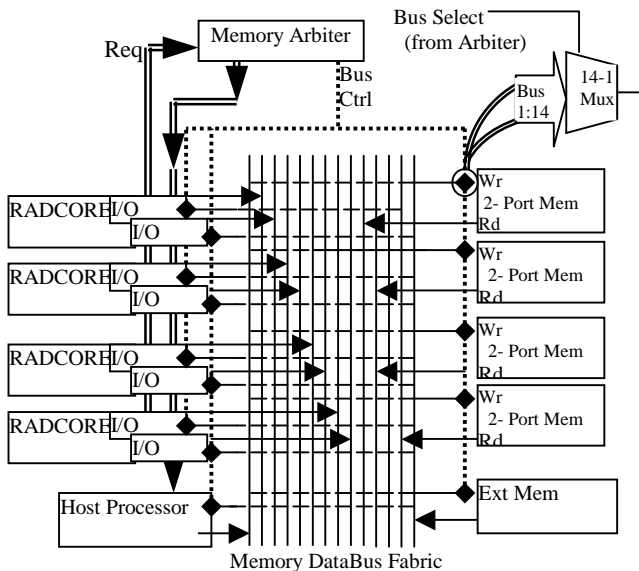 Bus Select
(from Arbiter)
Memory Arbiter
Req
Bus
Ctrl
Bus
1:14
14-1
Mux
RADCORE
I/O
I/O
Wr
2- Port Mem
Rd
RADCORE
I/O
I/O
Wr
2- Port Mem
Rd
RADCORE
I/O
I/O
Wr
2- Port Mem
Rd
RADCORE
I/O
I/O
Wr
2- Port Mem
Rd
Host Processor
Ext Mem
Memory DataBus Fabric